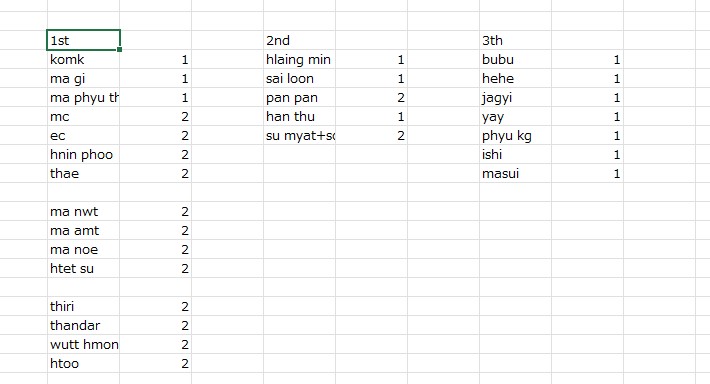 1st 2nd 3th
komk 1 hlaing min 1 bubu 1
ma gi 1 sai loon 1 hehe 1
ma phyu th 1 pan pan 2 jagyi 1
mc 2 han thu 1 yay 1
ec 2 su myat+so 2 phyu kg 1
hnin phoo 2 ishi 1
thae 2 masui 1
ma nwt 2
ma amt 2
ma noe 2
htet su 2
thiri 2
thandar 2
wutt hmon 2
htoo 2